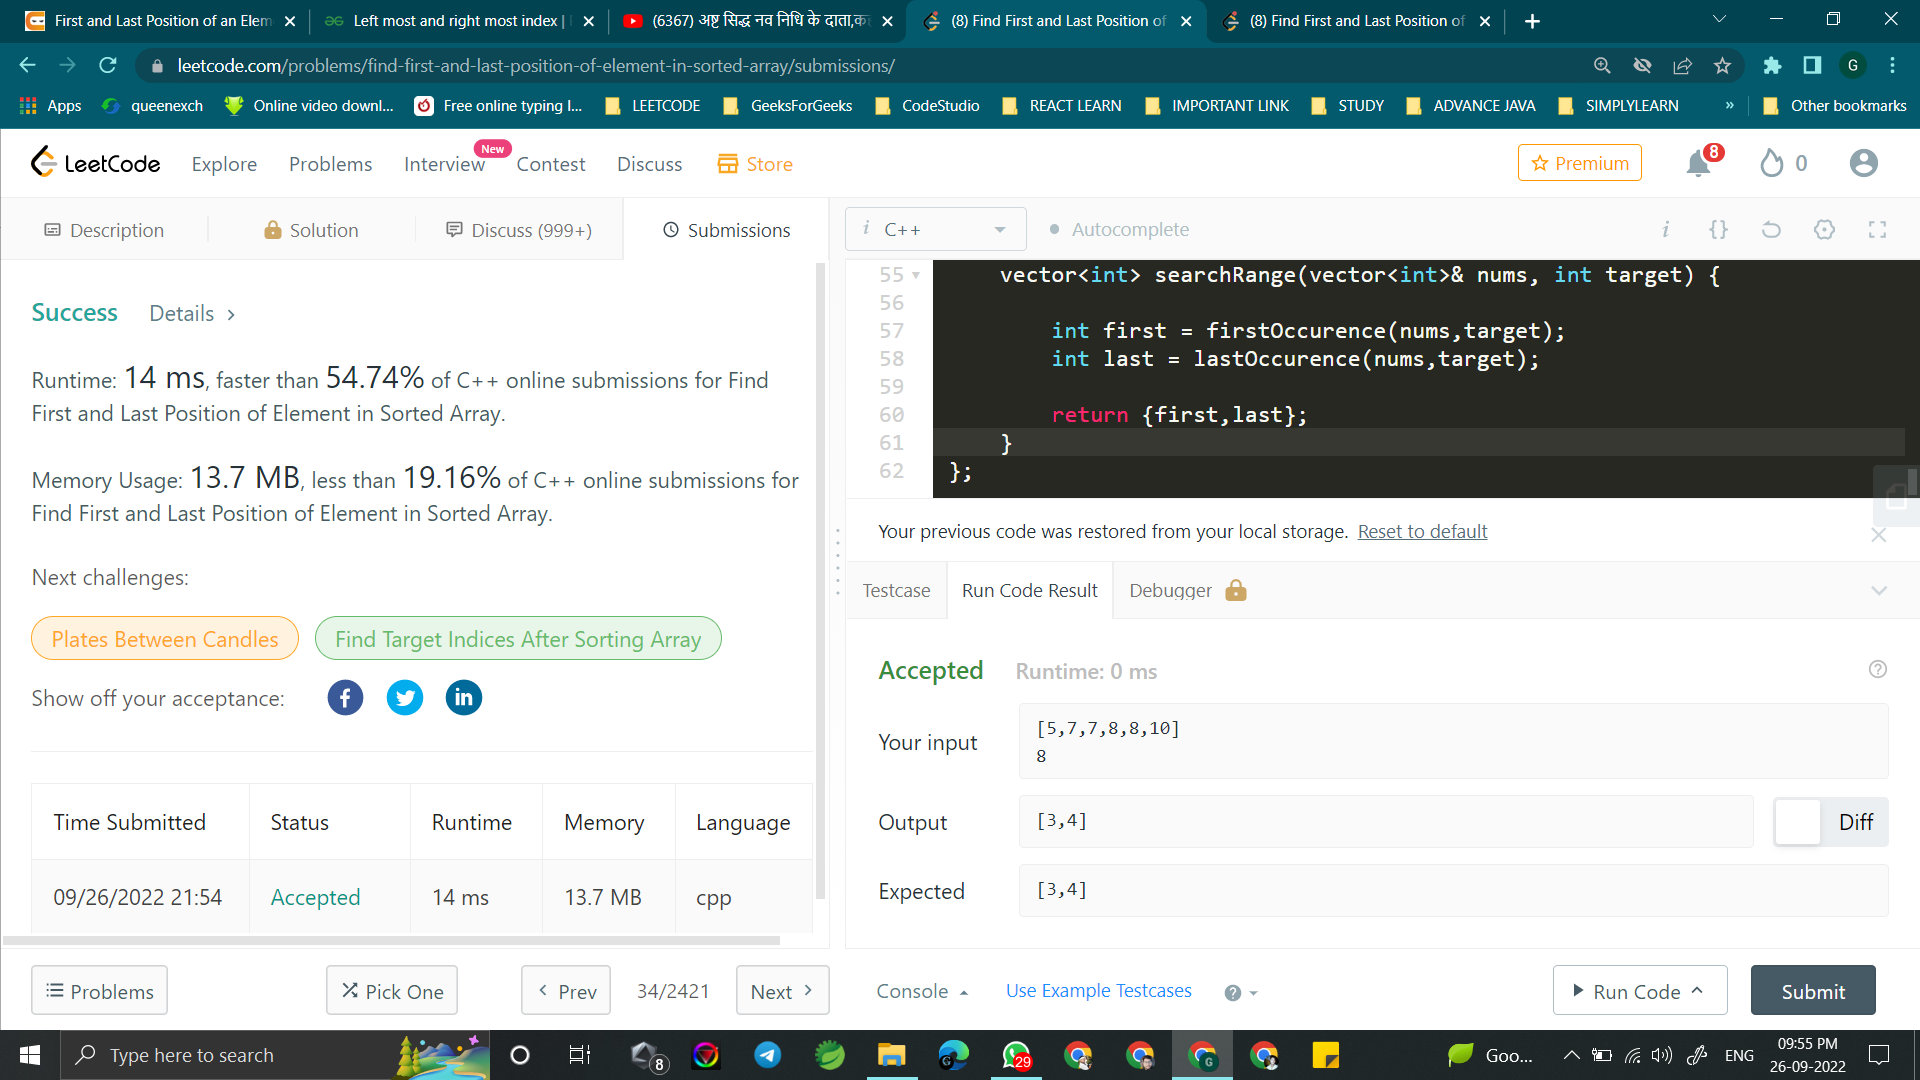 First and Last Position of an Elem
Left most and right most index |
(6367) अष्ट सिद्ध नव निधि के दाता,
(8) Find First and Last Position of
(8) Find First and Last Position of
leetcode.com/problems/find-first-and-last-position-of-element-in-sorted-array/submissions/
G
Apps
queenexch
Online video downl...
Free online typing I...
LEETCODE
GeeksForGeeks
CodeStudio
REACT LEARN
IMPORTANT LINK
STUDY
ADVANCE JAVA
SIMPLYLEARN
»
Other bookmarks
LeetCode
Explore
Problems
Interview
New
Contest
Discuss
Store
Premium
8
0
Description
Solution
Discuss (999+)
Submissions
i C++
Autocomplete
i {}
Success
Details >
Runtime: 14 ms, faster than 54.74% of C++ online submissions for Find
First and Last Position of Element in Sorted Array.
Memory Usage: 13.7 MB, less than 19.16% of C++ online submissions for
Find First and Last Position of Element in Sorted Array.
Next challenges:
Plates Between Candles
Find Target Indices After Sorting Array
Show off your acceptance:
Time Submitted Status Runtime Memory Language
09/26/2022 21:54 Accepted 14 ms 13.7 MB cpp
55 vector<int> searchRange(vector<int>& nums, int target) {
56
57 int first = firstOccurence(nums,target);
58 int last = lastOccurence(nums,target);
59
60 return {first,last};
61 }
62 };
Your previous code was restored from your local storage. Reset to default
Testcase
Run Code Result
Debugger
Accepted Runtime: 0 ms
Your input
[5,7,7,8,8,10]
8
Output
[3,4]
Diff
Expected
[3,4]
Problems
Pick One
< Prev
34/2421
Next >
Console
Use Example Testcases
Run Code
Submit
Type here to search
8
G
29
G
Goo...
ENG
09:55 PM
26-09-2022